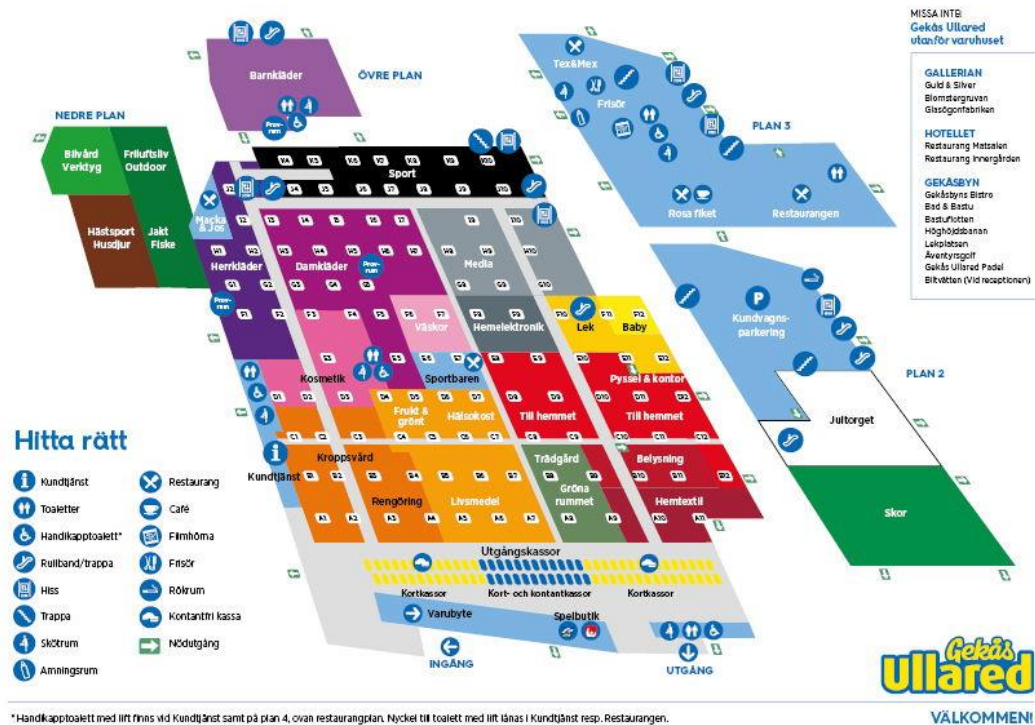 MISSA INTE:
Gekås Ullared
utanför varuhuset
GALLERIAN
Guld & Silver
Blomstergruvan
Glasögonfabriken
HOTELLET
Restaurang Matsalen
Restaurang Innergården
GEKÅSBYN
Gekåsbyns Bistro
Bad & Bastu
Bastuflotten
Höghöjdsbanan
Lekplatsen
Äventyrsgolf
Gekås Ullared Padel
Biltvätten (Vid receptionen)
ÖVRE PLAN
Barnkläder
Prov-
rum
NEDRE PLAN
Bilvård
Verktyg
Friluftsliv
Outdoor
Hästsport
Husdjur
Jakt
Fiske
PLAN 3
Tex&Mex
Frisör
Rosa fiket
Restaurangen
PLAN 2
P
Kundvagns-
parkering
Jultorget
Skor
Sport
Macka
& Jos
Herrkläder
Prov-
rum
Damkläder
Prov-
rum
Media
Väskor
Hemelektronik
Lek
Baby
Kosmetik
Sportbaren
Pyssel & kontor
Frukt &
grönt
Hälsokost
Till hemmet
Till hemmet
Kundtjänst
Kroppsvård
Rengöring
Livsmedel
Trädgård
Gröna
rummet
Belysning
Hemtextil
Utgångskassor
Kortkassor
Kort- och kontantkassor
Kortkassor
Varubyte
Spelbutik
INGÅNG
UTGÅNG
Hitta rätt
Kundtjänst
Toaletter
Handikapptoalett*
Rullband/trappa
Hiss
Trappa
Skötrum
Amningsrum
Restaurang
Café
Filmhörna
Frisör
Rökrum
Kontantfri kassa
Nödutgång
Gekås
Ullared
VÄLKOMMEN!
*Handikapptoalett med lift finns vid Kundtjänst samt på plan 4, ovan restaurangplan. Nyckel till toalett med lift lånas i Kundtjänst resp. Restaurangen.